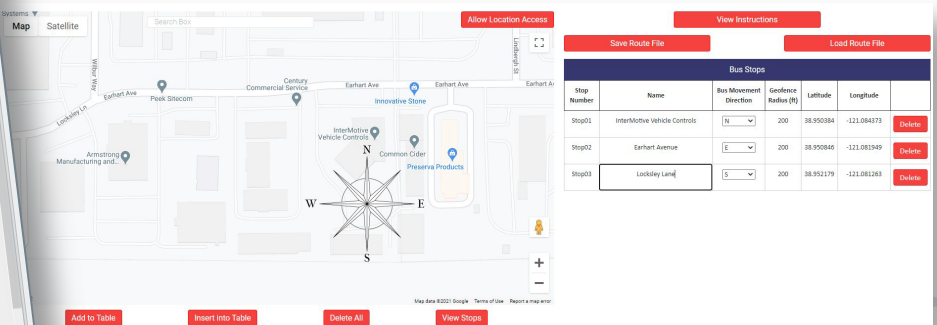 Systems
Map Satellite
Search Box
Allow Location Access
Lindbergh St
Wilbur Way
Locksley Ln
Earhart Ave
Peek Sitecom
Century
Commercial Service
Earhart Ave
Earhart Ave
Earhart A
Innovative Stone
InterMotive
Vehicle Controls
Common Cider
Preserva Products
Armstrong
Manufacturing and...
N
W E
S
Map data ©2021 Google Terms of Use Report a map error
Add to Table Insert into Table Delete All View Stops
View Instructions
Save Route File Load Route File
Bus Stops
Stop Number Name Bus Movement Direction Geofence Radius (ft) Latitude Longitude
Stop01 InterMotive Vehicle Controls N 200 38.950384 -121.084373 Delete
Stop02 Earhart Avenue E 200 38.950846 -121.081949 Delete
Stop03 Locksley Lane S 200 38.952179 -121.081263 Delete